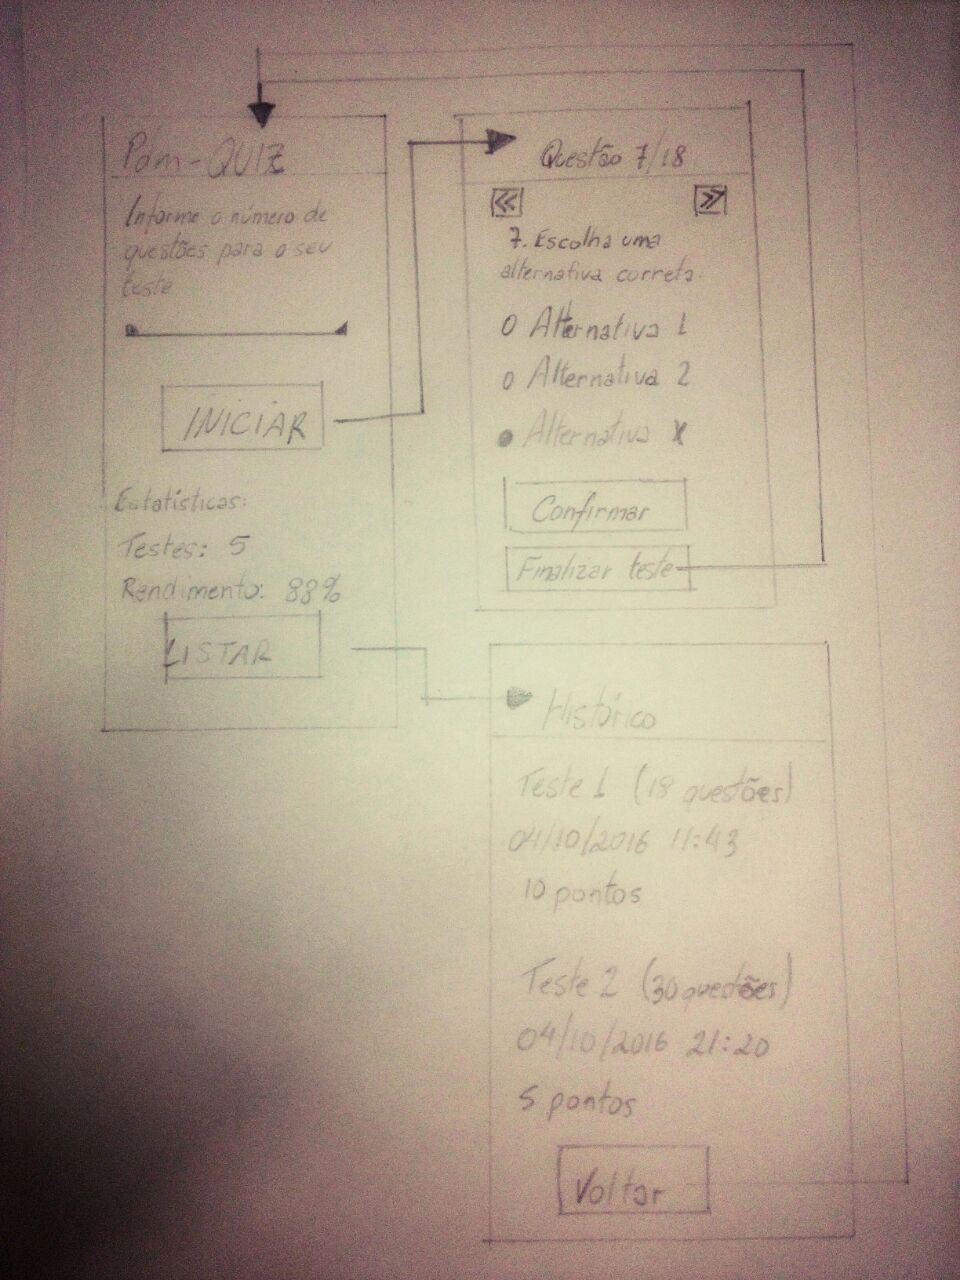 Pam-QUIZ
Informe o número de
questões para o seu
teste
INICIAR
Estatísticas:
Testes: 5
Rendimento: 88%
LISTAR
Questão 7/18
«
»
7. Escolha uma
alternativa correta.
O Alternativa 1
O Alternativa 2
● Alternativa X
Confirmar
Finalizar teste
Histórico
Teste 1 (18 questões)
04/10/2016 11:43
10 pontos
Teste 2 (30 questões)
04/10/2016 21:20
5 pontos
Voltar